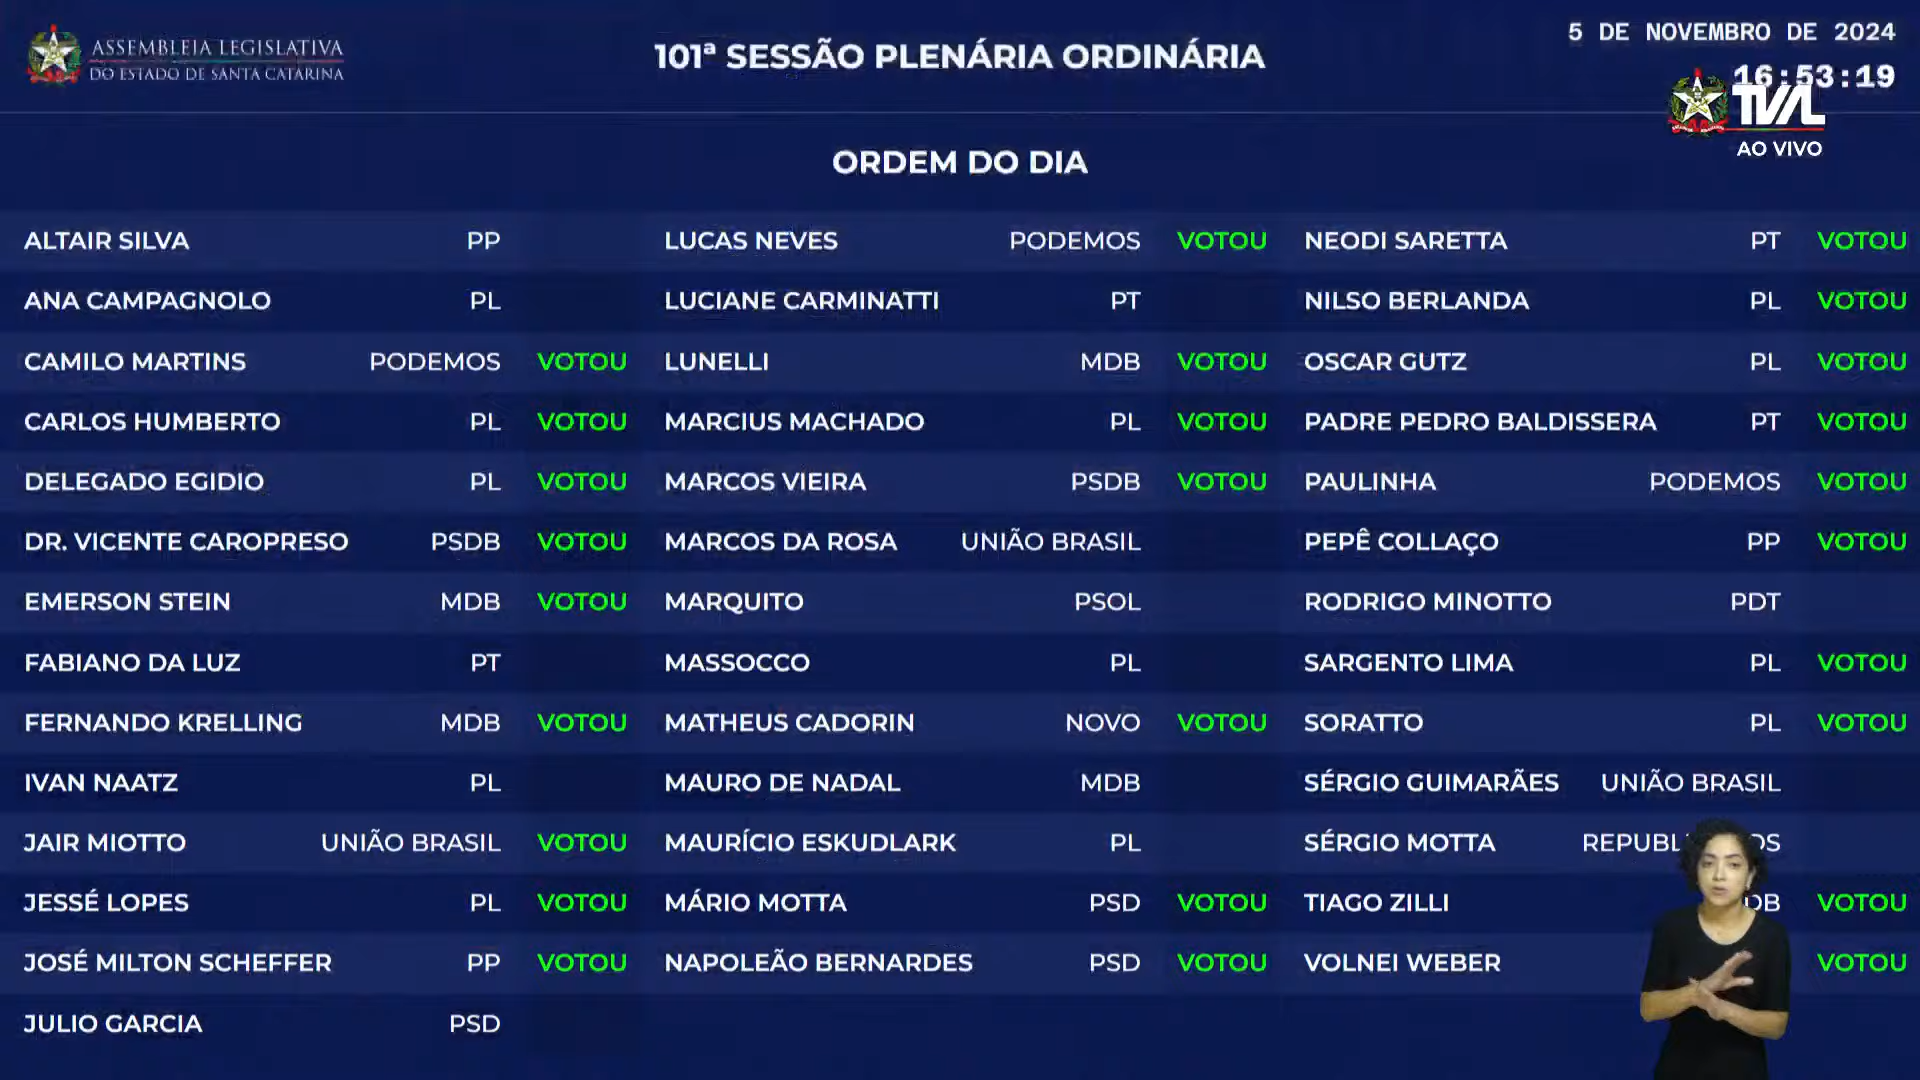 ASSEMBLEIA LEGISLATIVA
DO ESTADO DE SANTA CATARINA
101ª SESSÃO PLENÁRIA ORDINÁRIA
5 DE NOVEMBRO DE 2024
16:53:19
TVAL
AO VIVO
ORDEM DO DIA
ALTAIR SILVA PP
ANA CAMPAGNOLO PL
CAMILO MARTINS PODEMOS VOTOU
CARLOS HUMBERTO PL VOTOU
DELEGADO EGIDIO PL VOTOU
DR. VICENTE CAROPRESO PSDB VOTOU
EMERSON STEIN MDB VOTOU
FABIANO DA LUZ PT
FERNANDO KRELLING MDB VOTOU
IVAN NAATZ PL
JAIR MIOTTO UNIÃO BRASIL VOTOU
JESSÉ LOPES PL VOTOU
JOSÉ MILTON SCHEFFER PP VOTOU
JULIO GARCIA PSD
LUCAS NEVES PODEMOS VOTOU
LUCIANE CARMINATTI PT
LUNELLI MDB VOTOU
MARCIUS MACHADO PL VOTOU
MARCOS VIEIRA PSDB VOTOU
MARCOS DA ROSA UNIÃO BRASIL
MARQUITO PSOL
MASSOCCO PL
MATHEUS CADORIN NOVO VOTOU
MAURO DE NADAL MDB
MAURÍCIO ESKUDLARK PL
MÁRIO MOTTA PSD VOTOU
NAPOLEÃO BERNARDES PSD VOTOU
NEODI SARETTA PT VOTOU
NILSO BERLANDA PL VOTOU
OSCAR GUTZ PL VOTOU
PADRE PEDRO BALDISSERA PT VOTOU
PAULINHA PODEMOS VOTOU
PEPÊ COLLAÇO PP VOTOU
RODRIGO MINOTTO PDT
SARGENTO LIMA PL VOTOU
SORATTO PL VOTOU
SÉRGIO GUIMARÃES UNIÃO BRASIL
SÉRGIO MOTTA
TIAGO ZILLI VOTOU
VOLNEI WEBER VOTOU